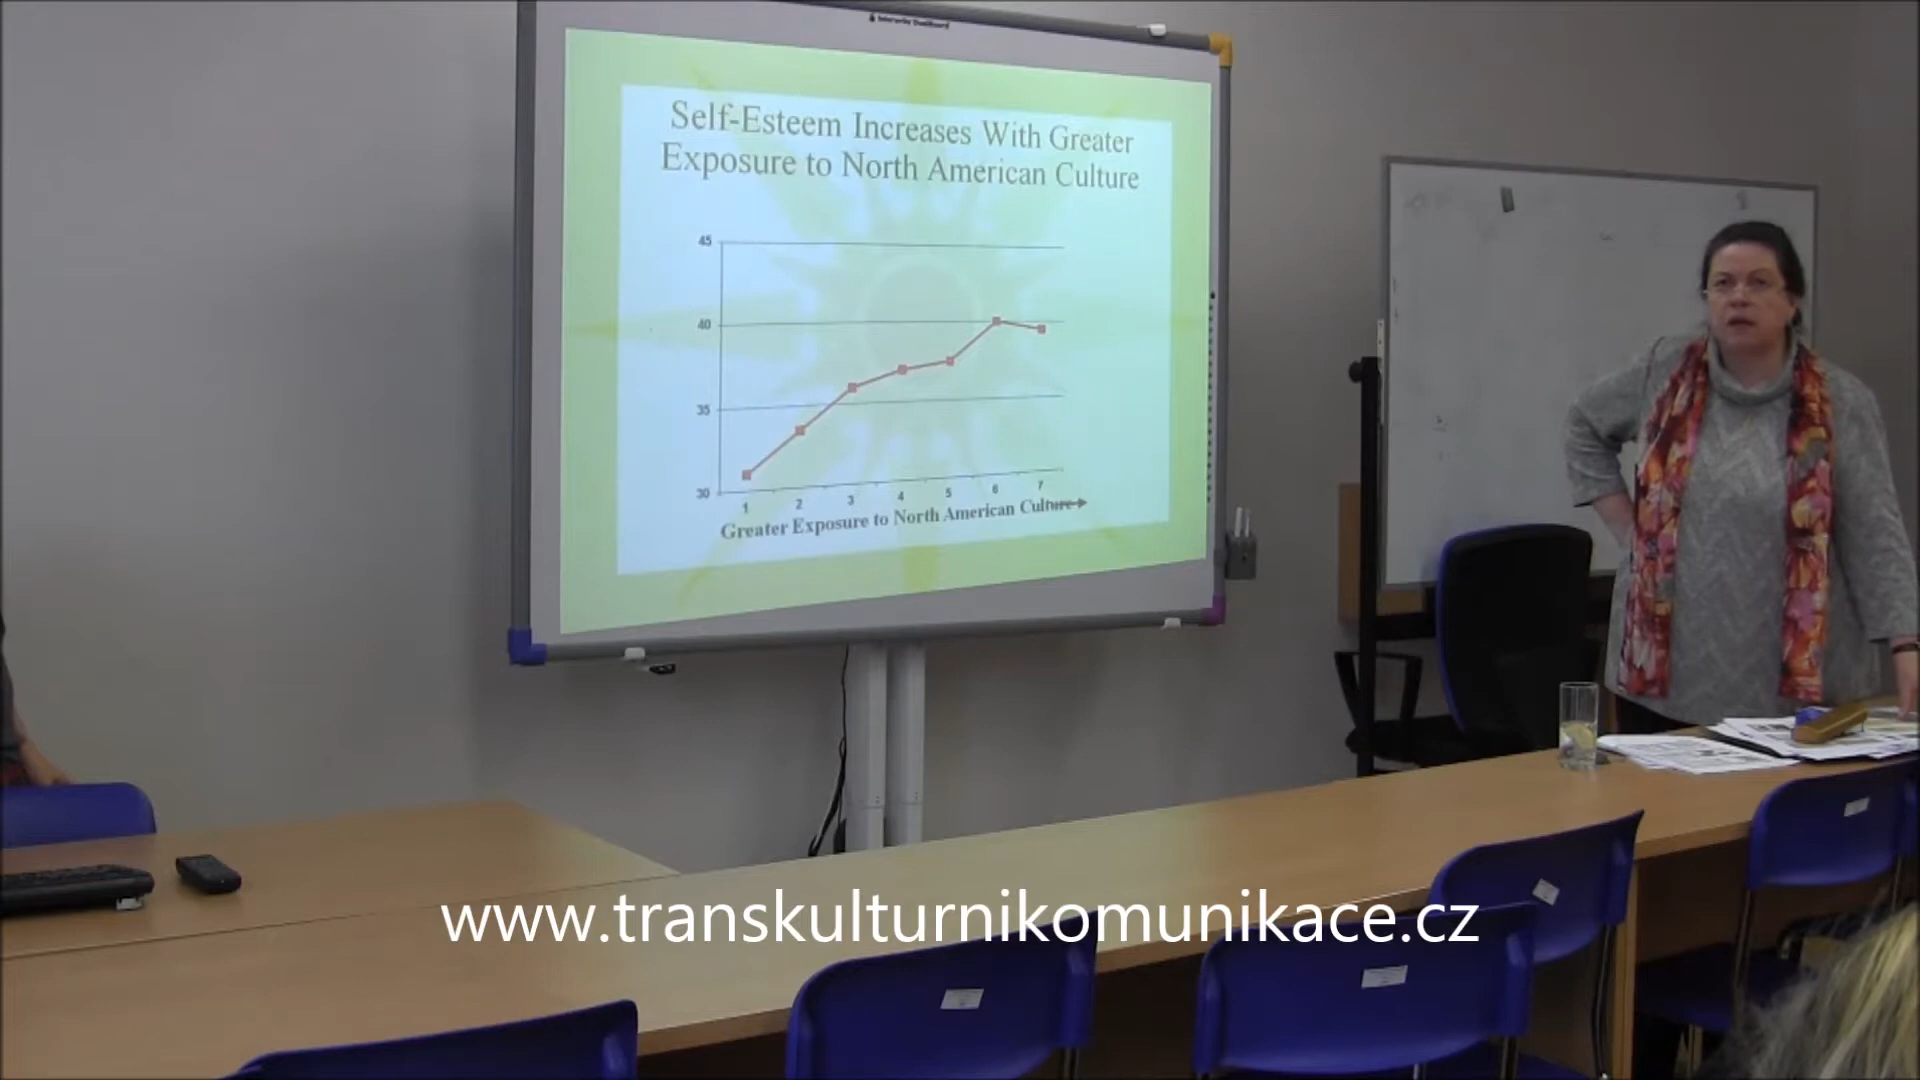 Self-Esteem Increases With Greater
Exposure to North American Culture
45
40
35
30
1 2 3 4 5 6 7
Greater Exposure to North American Culture
www.transkulturnikomunikace.cz